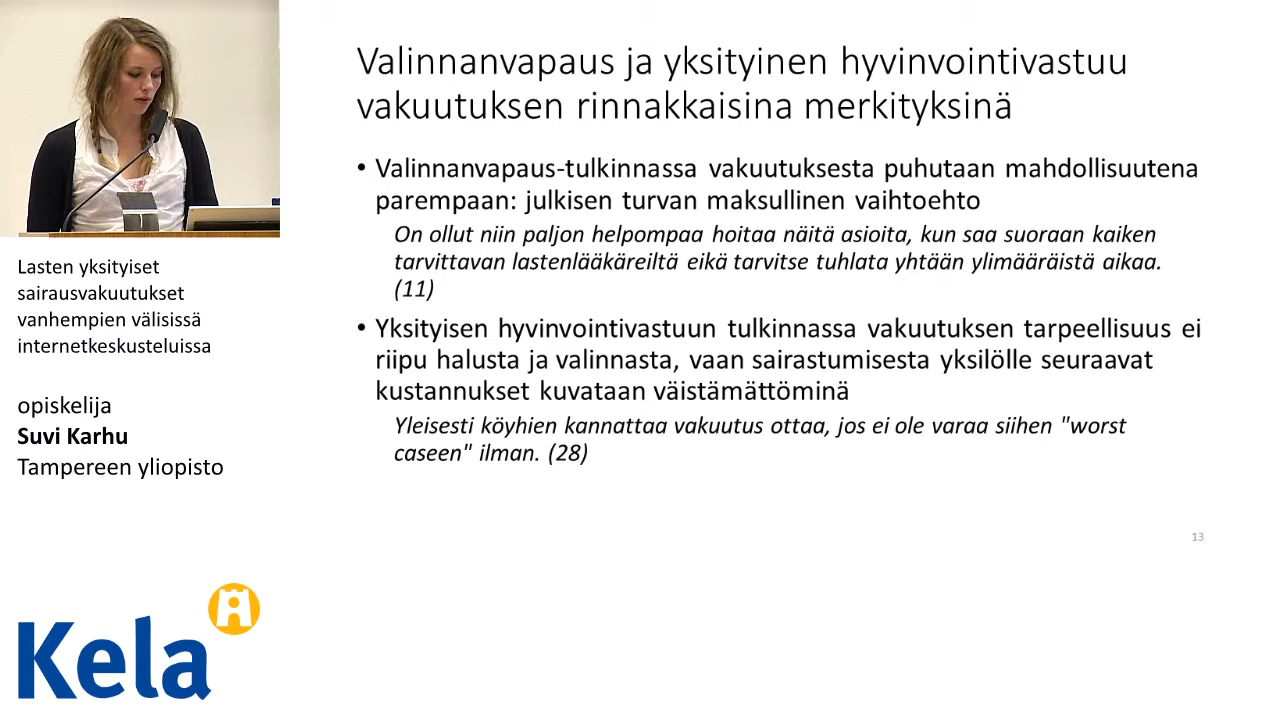 Valinnanvapaus ja yksityinen hyvinvointivastuu
vakuutuksen rinnakkaisina merkityksinä
• Valinnanvapaus-tulkinnassa vakuutuksesta puhutaan mahdollisuutena
parempaan: julkisen turvan maksullinen vaihtoehto
On ollut niin paljon helpompaa hoitaa näitä asioita, kun saa suoraan kaiken
tarvittavan lastenlääkäreiltä eikä tarvitse tuhlata yhtään ylimääräistä aikaa.
(11)
• Yksityisen hyvinvointivastuun tulkinnassa vakuutuksen tarpeellisuus ei
riipu halusta ja valinnasta, vaan sairastumisesta yksilölle seuraavat
kustannukset kuvataan väistämättöminä
Yleisesti köyhien kannattaa vakuutus ottaa, jos ei ole varaa siihen "worst
caseen" ilman. (28)
13
Lasten yksityiset
sairausvakuutukset
vanhempien välisissä
internetkeskusteluissa
opiskelija
Suvi Karhu
Tampereen yliopisto
Kela